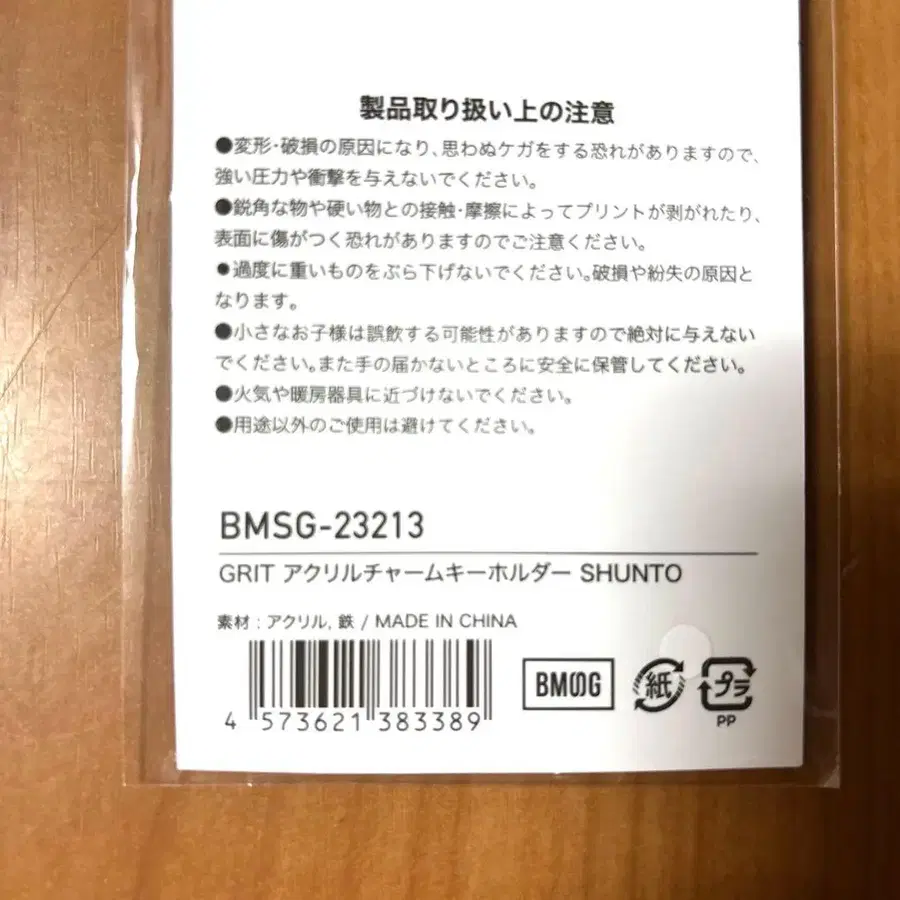 製品取り扱い上の注意
●変形・破損の原因になり、思わぬケガをする恐れがありますので、
強い圧力や衝撃を与えないでください。
●鋭角な物や硬い物との接触・摩擦によってプリントが剥がれたり、
表面に傷がつく恐れがありますのでご注意ください。
●過度に重いものをぶら下げないでください。破損や紛失の原因と
なります。
●小さなお子様は誤飲する可能性がありますので絶対に与えない
でください。また手の届かないところに安全に保管してください。
●火気や暖房器具に近づけないでください。
●用途以外のご使用は避けてください。
BMSG-23213
GRIT アクリルチャームキーホルダー SHUNTO
素材 : アクリル, 鉄 / MADE IN CHINA
4 573621 383389
BMSG
紙
プラ
PP